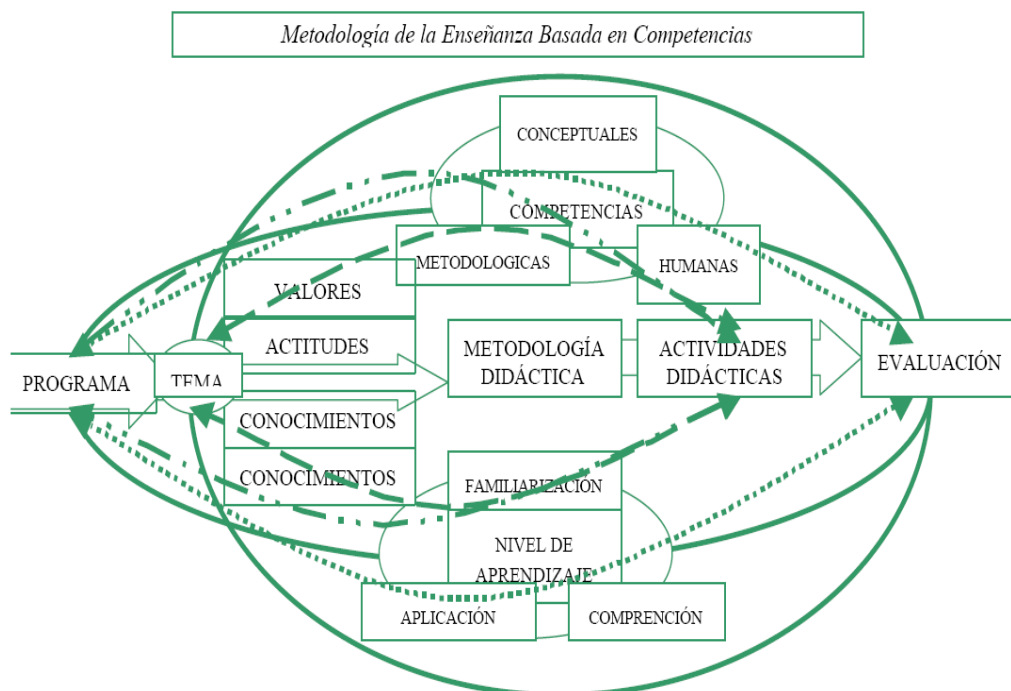 Metodología de la Enseñanza Basada en Competencias
CONCEPTUALES
COMPETENCIAS
METODOLOGICAS
HUMANAS
VALORES
ACTITUDES
METODOLOGÍA
DIDÁCTICA
ACTIVIDADES
DIDÁCTICAS
EVALUACIÓN
PROGRAMA
TEMA
CONOCIMIENTOS
CONOCIMIENTOS
FAMILIARIZACIÓN
NIVEL DE
APRENDIZAJE
APLICACIÓN
COMPRENCIÓN